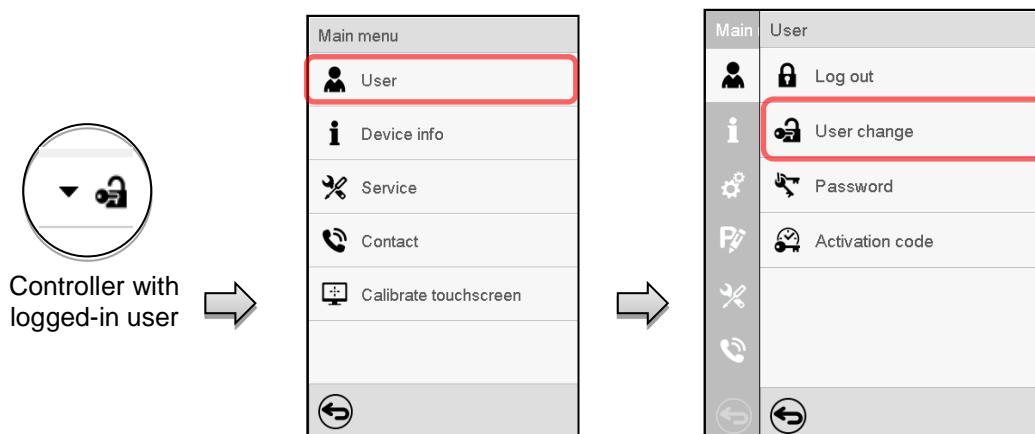 Controller with
logged-in user
Main menu
User
Device info
Service
Contact
Calibrate touchscreen
Main
User
Log out
User change
Password
Activation code